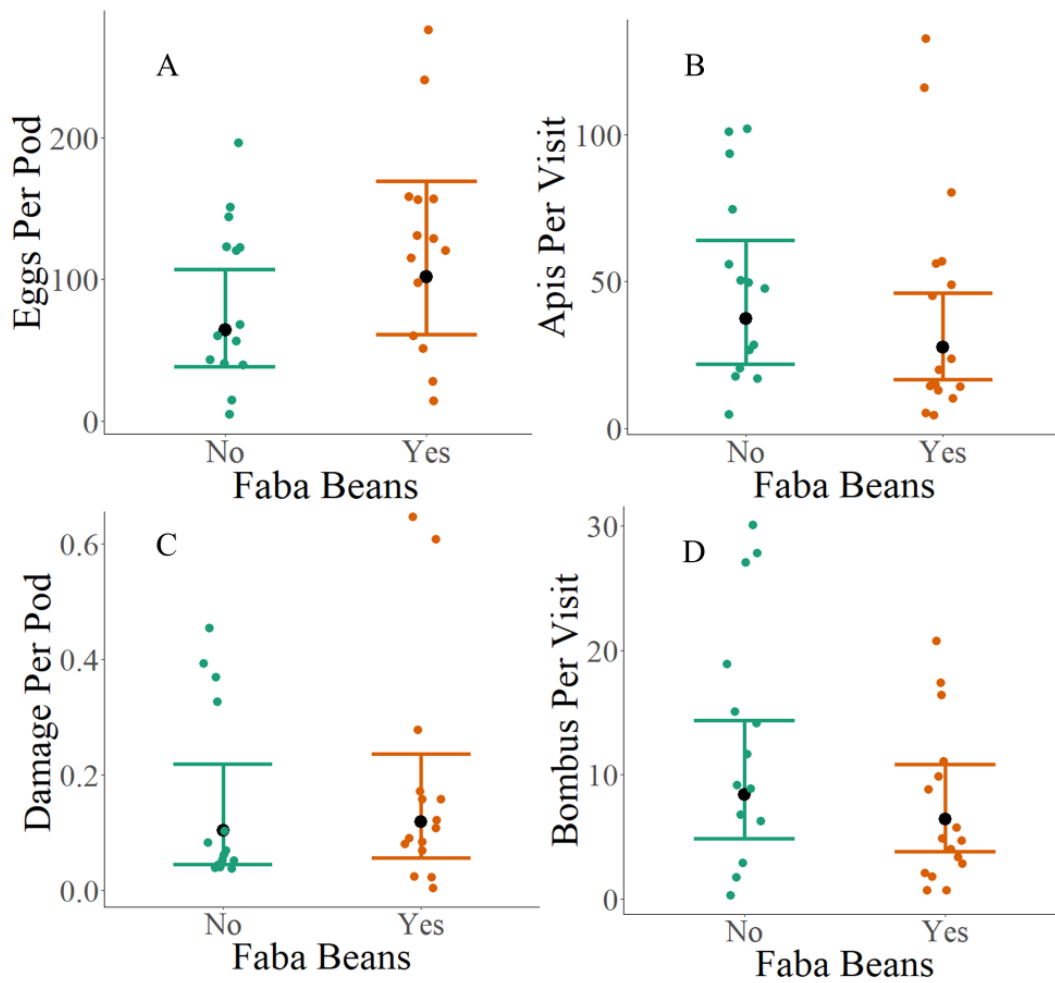 A
Eggs Per Pod
200
100
0
No
Yes
Faba Beans
B
Apis Per Visit
100
50
0
No
Yes
Faba Beans
C
Damage Per Pod
0.6
0.4
0.2
0.0
No
Yes
Faba Beans
D
Bombus Per Visit
30
20
10
0
No
Yes
Faba Beans